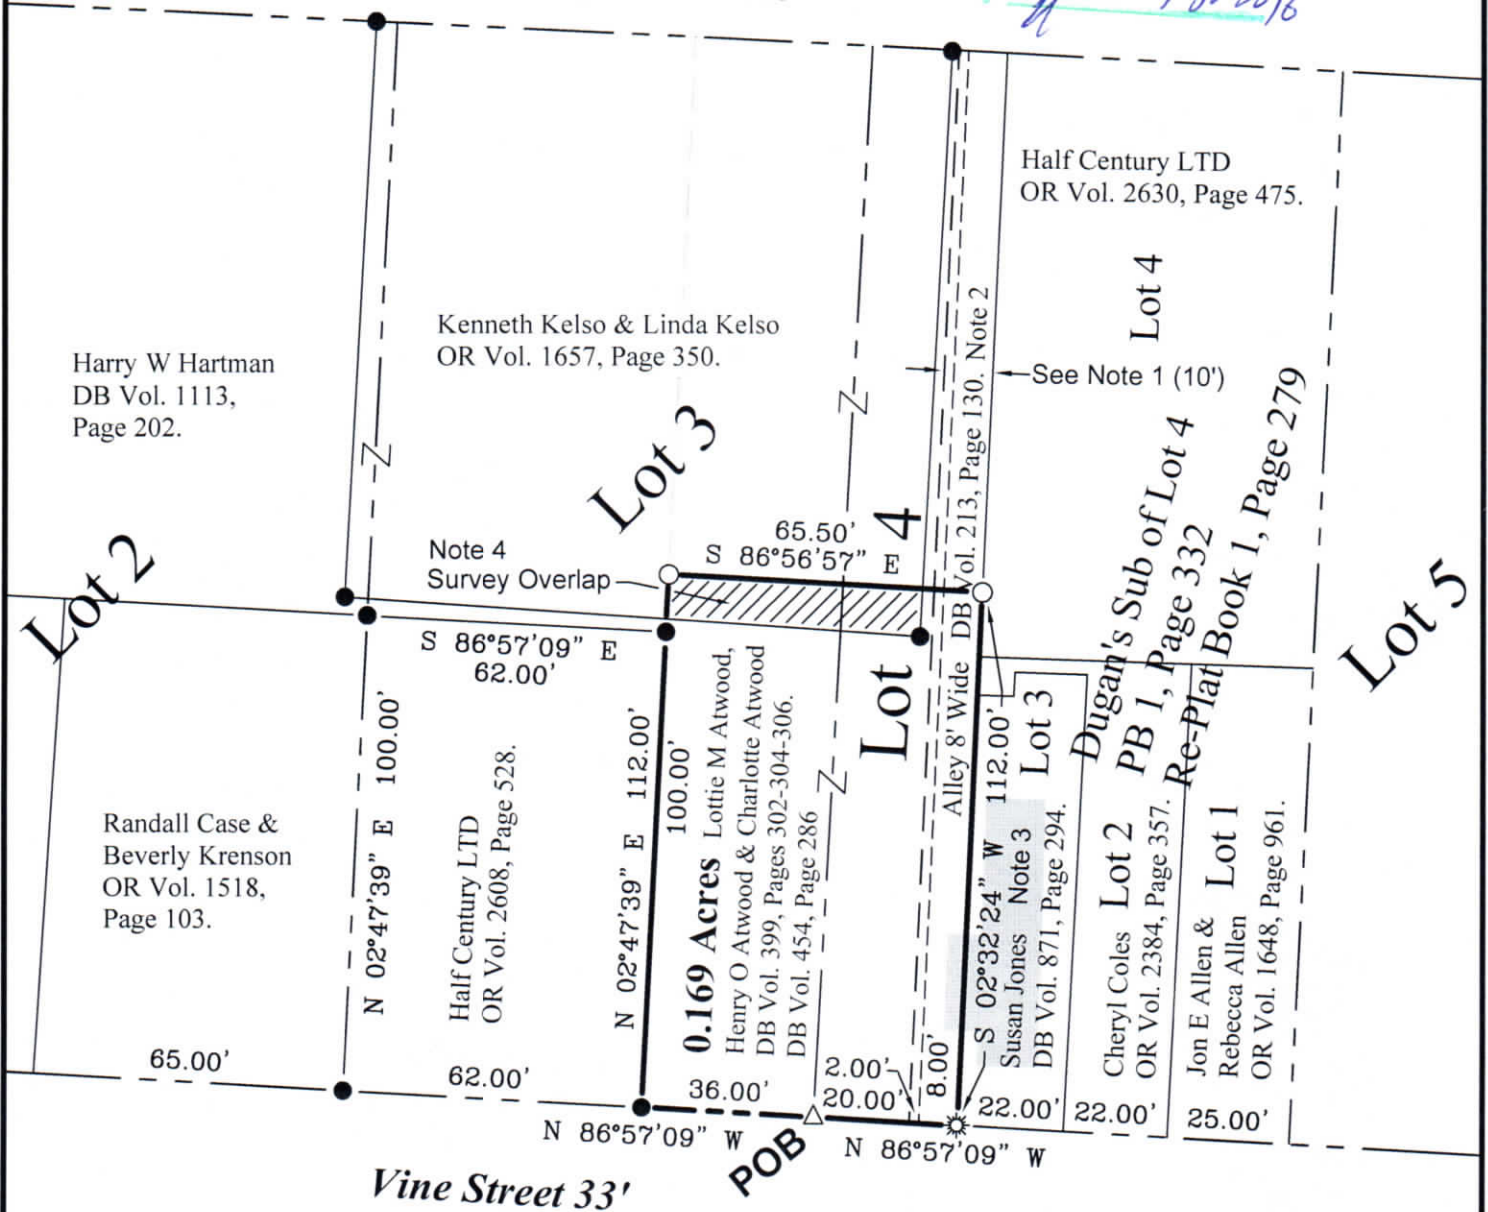 Half Century LTD
OR Vol. 2630, Page 475.
Lot 4
Kenneth Kelso & Linda Kelso
OR Vol. 1657, Page 350.
Harry W Hartman
DB Vol. 1113,
Page 202.
See Note 1 (10')
Alley 8' Wide DB Vol. 213, Page 130. Note 2
Lot 3
Lot 4
Dugan's Sub of Lot 4
PB 1, Page 332
Re-Plat Book 1, Page 279
65.50'
S 86°56'57" E
Note 4
Survey Overlap
Lot 2
Lot 5
S 86°57'09" E
62.00'
N 02°47'39" E 100.00'
Half Century LTD
OR Vol. 2608, Page 528.
N 02°47'39" E 112.00'
100.00'
0.169 Acres Lottie M Atwood,
Henry O Atwood & Charlotte Atwood
DB Vol. 399, Pages 302-304-306.
DB Vol. 454, Page 286
S 02°32'24" W 112.00'
Susan Jones Note 3 Lot 3
DB Vol. 871, Page 294.
Cheryl Coles Lot 2
OR Vol. 2384, Page 357.
Jon E Allen & Lot 1
Rebecca Allen
OR Vol. 1648, Page 961.
Randall Case &
Beverly Krenson
OR Vol. 1518,
Page 103.
65.00'
62.00'
36.00'
2.00'
20.00'
8.00'
22.00'
22.00'
25.00'
N 86°57'09" W
POB
N 86°57'09" W
Vine Street 33'